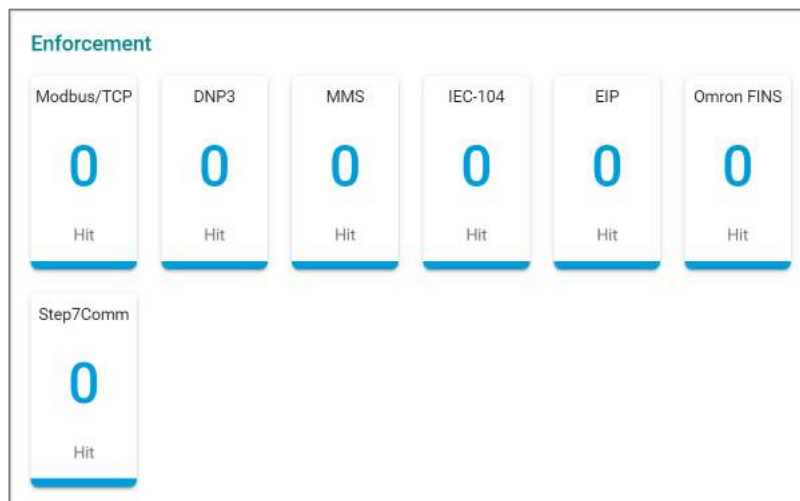 Enforcement
Modbus/TCP DNP3 MMS IEC-104 EIP Omron FINS
0 0 0 0 0 0
Hit Hit Hit Hit Hit Hit
Step7Comm
0
Hit